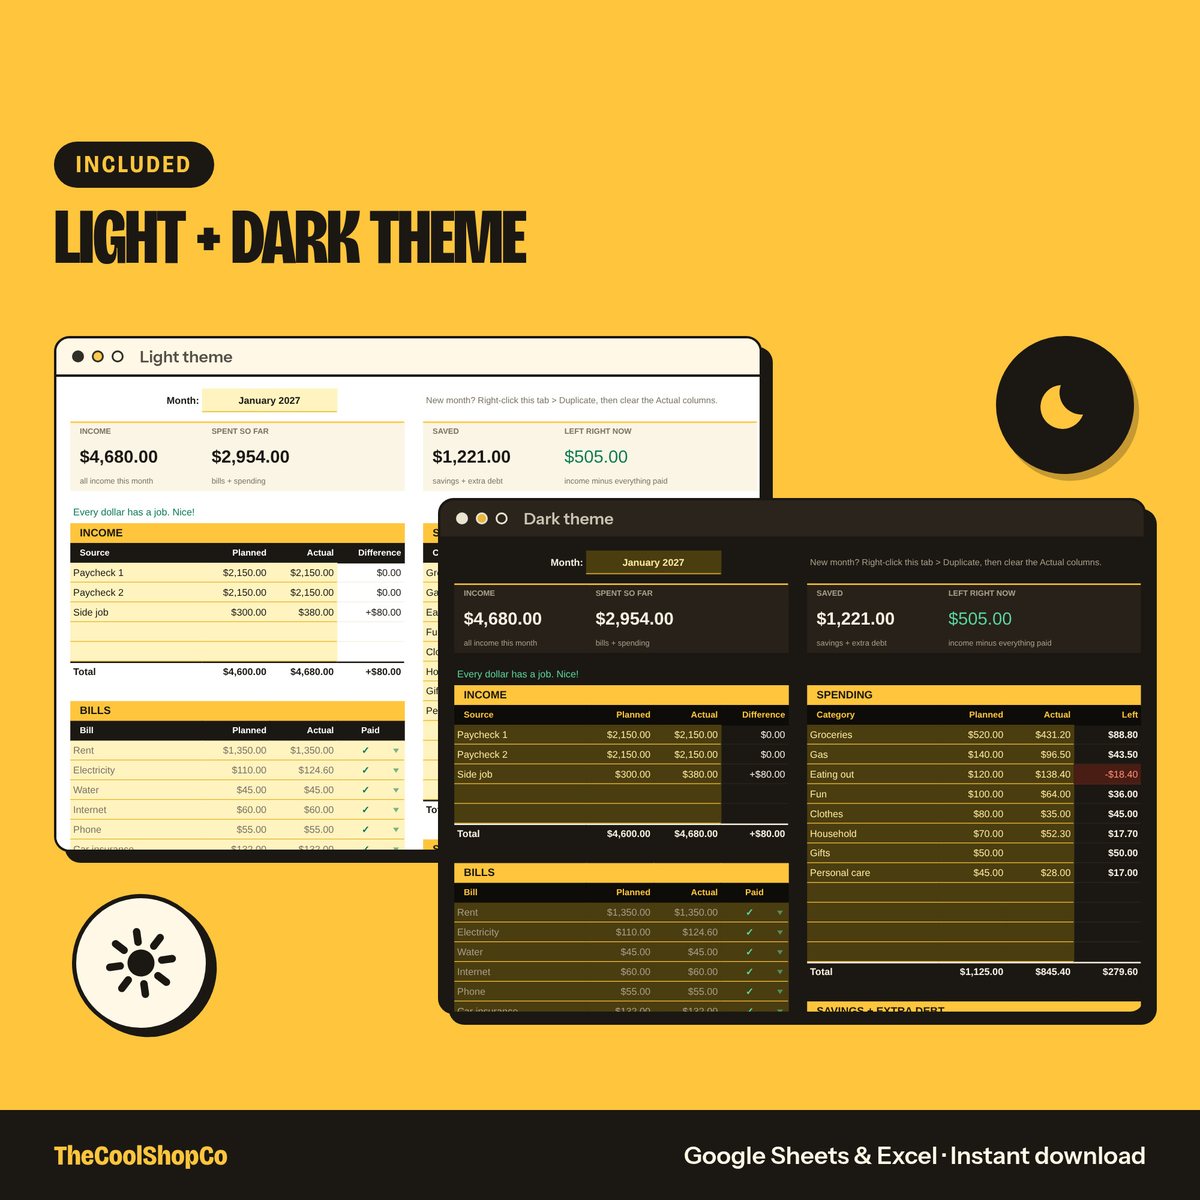 INCLUDED
LIGHT + DARK THEME
Light theme
Month: January 2027
New month? Right-click this tab > Duplicate, then clear the Actual columns.
INCOME SPENT SO FAR SAVED LEFT RIGHT NOW
$4,680.00 $2,954.00 $1,221.00 $505.00
all income this month bills + spending savings + extra debt income minus everything paid
Every dollar has a job. Nice!
INCOME
Source Planned Actual Difference
Paycheck 1 $2,150.00 $2,150.00 $0.00
Paycheck 2 $2,150.00 $2,150.00 $0.00
Side job $300.00 $380.00 +$80.00
Total $4,600.00 $4,680.00 +$80.00
BILLS
Bill Planned Actual Paid
Rent $1,350.00 $1,350.00 ✓
Electricity $110.00 $124.60 ✓
Water $45.00 $45.00 ✓
Internet $60.00 $60.00 ✓
Phone $55.00 $55.00 ✓
Car insurance $132.00 $132.00 ✓
Dark theme
Month: January 2027
New month? Right-click this tab > Duplicate, then clear the Actual columns.
INCOME SPENT SO FAR SAVED LEFT RIGHT NOW
$4,680.00 $2,954.00 $1,221.00 $505.00
all income this month bills + spending savings + extra debt income minus everything paid
Every dollar has a job. Nice!
INCOME
Source Planned Actual Difference
Paycheck 1 $2,150.00 $2,150.00 $0.00
Paycheck 2 $2,150.00 $2,150.00 $0.00
Side job $300.00 $380.00 +$80.00
Total $4,600.00 $4,680.00 +$80.00
BILLS
Bill Planned Actual Paid
Rent $1,350.00 $1,350.00 ✓
Electricity $110.00 $124.60 ✓
Water $45.00 $45.00 ✓
Internet $60.00 $60.00 ✓
Phone $55.00 $55.00 ✓
Car insurance $132.00 $132.00 ✓
SPENDING
Category Planned Actual Left
Groceries $520.00 $431.20 $88.80
Gas $140.00 $96.50 $43.50
Eating out $120.00 $138.40 -$18.40
Fun $100.00 $64.00 $36.00
Clothes $80.00 $35.00 $45.00
Household $70.00 $52.30 $17.70
Gifts $50.00 $50.00
Personal care $45.00 $28.00 $17.00
Total $1,125.00 $845.40 $279.60
SAVINGS + EXTRA DEBT
TheCoolShopCo
Google Sheets & Excel · Instant download